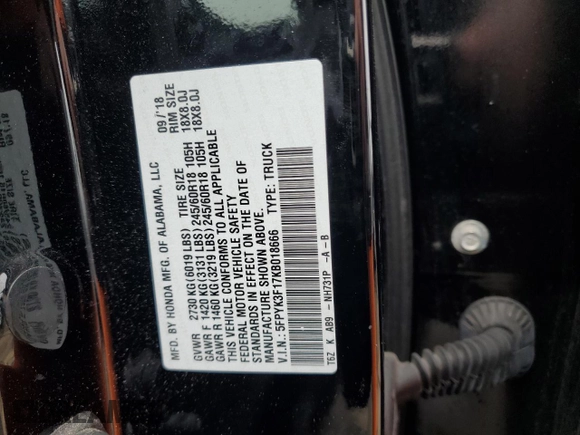 MFD. BY HONDA MFG. OF ALABAMA, LLC 09/'18
GVWR 2730 KG(6019 LBS) TIRE SIZE RIM SIZE
GAWR F 1420 KG(3131 LBS)245/60R18 105H 18X8.0J
GAWR R 1460 KG(3219 LBS)245/60R18 105H 18X8.0J
THIS VEHICLE CONFORMS TO ALL APPLICABLE
FEDERAL MOTOR VEHICLE SAFETY
STANDARDS IN EFFECT ON THE DATE OF
MANUFACTURE SHOWN ABOVE.
V.I.N.:5FPYK3F17KB018666 TYPE: TRUCK
T6Z K AB9 -NH731P -A-B